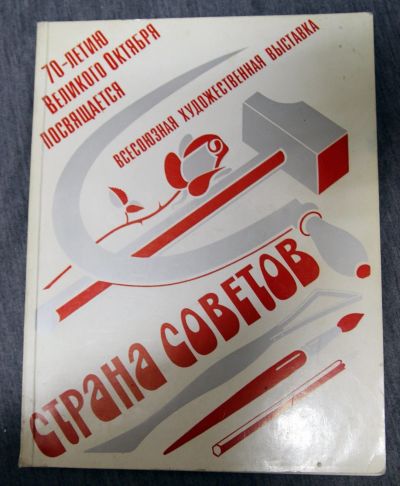 70-ЛЕТИЮ
ВЕЛИКОГО ОКТЯБРЯ
ПОСВЯЩАЕТСЯ
ВСЕСОЮЗНАЯ ХУДОЖЕСТВЕННАЯ ВЫСТАВКА
СТРАНА СОВЕТОВ